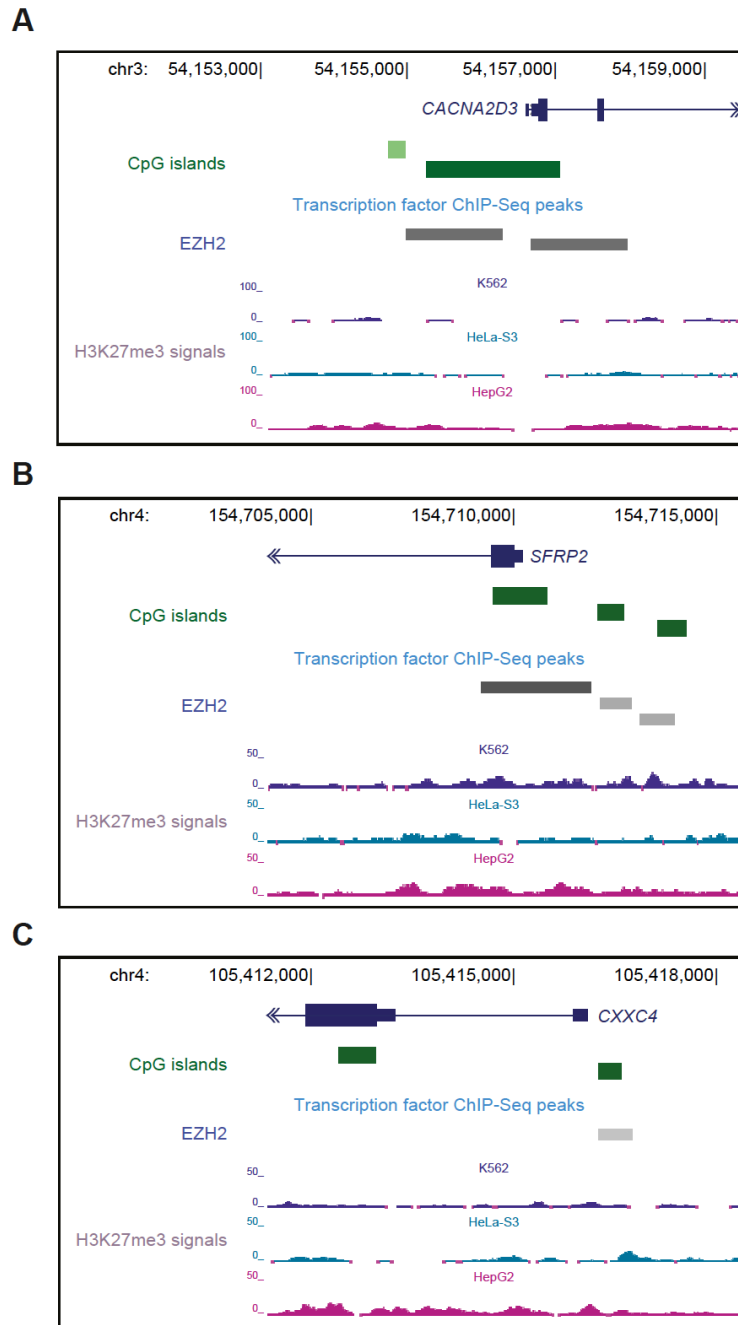 A
chr3: 54,153,000| 54,155,000| 54,157,000| 54,159,000|
CACNA2D3
CpG islands
Transcription factor ChIP-Seq peaks
EZH2
K562
100_
0_
HeLa-S3
100_
H3K27me3 signals
0_
HepG2
100_
0_
B
chr4: 154,705,000| 154,710,000| 154,715,000|
SFRP2
CpG islands
Transcription factor ChIP-Seq peaks
EZH2
K562
50_
0_
HeLa-S3
50_
H3K27me3 signals
0_
HepG2
50_
0_
C
chr4: 105,412,000| 105,415,000| 105,418,000|
CXXC4
CpG islands
Transcription factor ChIP-Seq peaks
EZH2
K562
50_
0_
HeLa-S3
50_
H3K27me3 signals
0_
HepG2
50_
0_